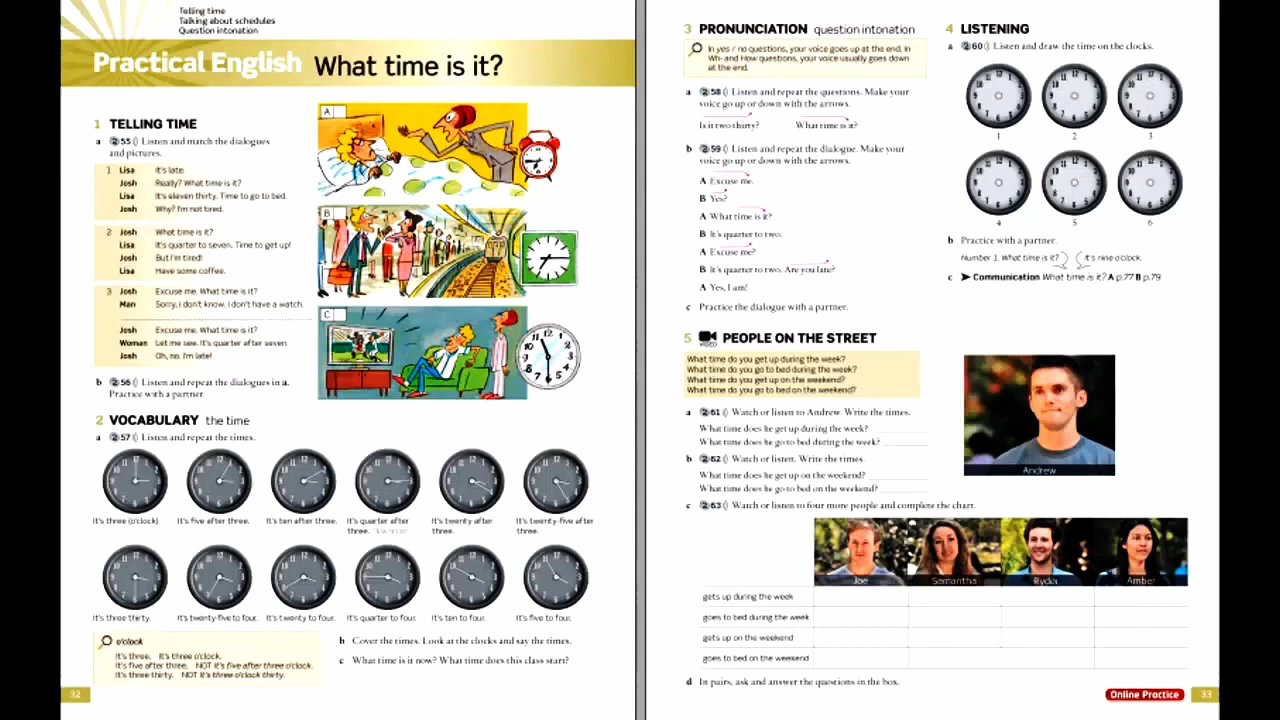 Telling time
Talking about schedules
Question intonation
Practical English What time is it?
1 TELLING TIME
a 2 55 Listen and match the dialogues
and pictures.
1 Lisa It's late.
Josh Really? What time is it?
Lisa It's eleven thirty. Time to go to bed.
Josh Why? I'm not tired.
2 Josh What time is it?
Lisa It's quarter to seven. Time to get up!
Josh But I'm tired!
Lisa Have some coffee.
3 Josh Excuse me. What time is it?
Man Sorry, I don't know. I don't have a watch.
Josh Excuse me. What time is it?
Woman Let me see. It's quarter after seven.
Josh Oh, no. I'm late!
b 2 56 Listen and repeat the dialogues in a.
Practice with a partner.
A
B
C
2 VOCABULARY the time
a 2 57 Listen and repeat the times.
It's three (o'clock).
It's five after three.
It's ten after three.
It's quarter after
three.
It's twenty after
three.
It's twenty-five after
three.
It's three thirty.
It's twenty-five to four.
It's twenty to four.
It's quarter to four.
It's ten to four.
It's five to four.
o'clock
It's three. It's three o'clock.
It's five after three. NOT It's five after three o'clock.
It's three thirty. NOT It's three o'clock thirty.
b Cover the times. Look at the clocks and say the times.
c What time is it now? What time does this class start?
32
3 PRONUNCIATION question intonation
In yes / no questions, your voice goes up at the end. In
Wh- and How questions, your voice usually goes down
at the end.
a 2 58 Listen and repeat the questions. Make your
voice go up or down with the arrows.
Is it two thirty? What time is it?
b 2 59 Listen and repeat the dialogue. Make your
voice go up or down with the arrows.
A Excuse me.
B Yes?
A What time is it?
B It's quarter to two.
A Excuse me?
B It's quarter to two. Are you late?
A Yes, I am!
c Practice the dialogue with a partner.
4 LISTENING
a 2 60 Listen and draw the time on the clocks.
1
2
3
4
5
6
b Practice with a partner.
Number 1. What time is it? It's nine o'clock.
c Communication What time is it? A p.77 B p.79
5 VIDEO PEOPLE ON THE STREET
What time do you get up during the week?
What time do you go to bed during the week?
What time do you get up on the weekend?
What time do you go to bed on the weekend?
a 2 61 Watch or listen to Andrew. Write the times.
What time does he get up during the week?
What time does he go to bed during the week?
b 2 62 Watch or listen. Write the times.
What time does he get up on the weekend?
What time does he go to bed on the weekend?
Andrew
c 2 63 Watch or listen to four more people and complete the chart.
Joe Samantha Ryder Amber
gets up during the week
goes to bed during the week
gets up on the weekend
goes to bed on the weekend
d In pairs, ask and answer the questions in the box.
Online Practice 33